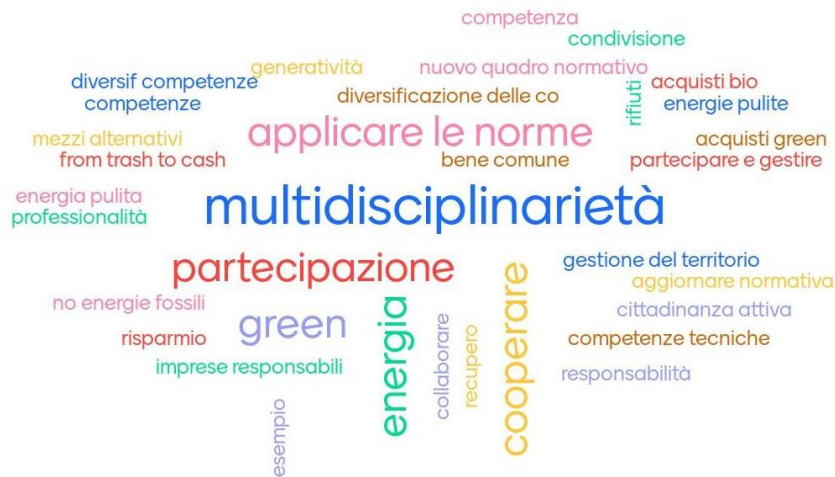 competenza
condivisione
generatività
nuovo quadro normativo
diversif competenze
acquisti bio
competenze
diversificazione delle co
rifiuti
energie pulite
mezzi alternativi
applicare le norme
acquisti green
from trash to cash
bene comune
partecipare e gestire
energia pulita
professionalità
multidisciplinarietà
partecipazione
gestione del territorio
aggiornare normativa
no energie fossili
green
energia
collaborare
recupero
cooperare
cittadinanza attiva
risparmio
competenze tecniche
imprese responsabili
responsabilità
esempio